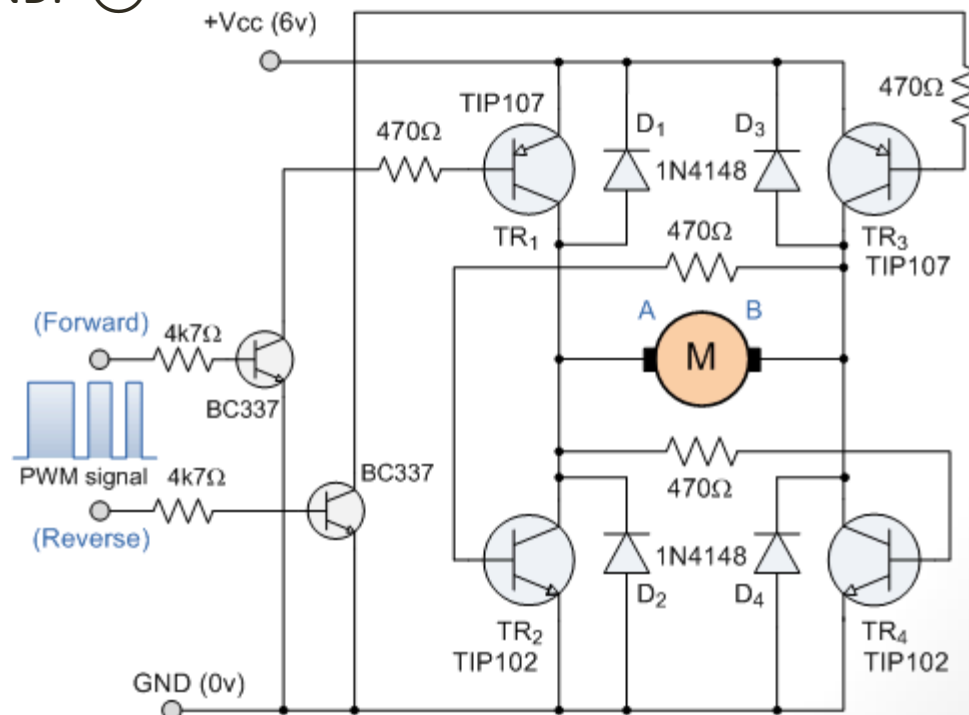 +Vcc (6v)
TIP107
470Ω
470Ω
D1
D3
1N4148
TR1
470Ω
TR3
TIP107
(Forward)
4k7Ω
A
B
M
BC337
PWM signal
4k7Ω
BC337
470Ω
(Reverse)
1N4148
D2
D4
TR2
TIP102
TR4
TIP102
GND (0v)